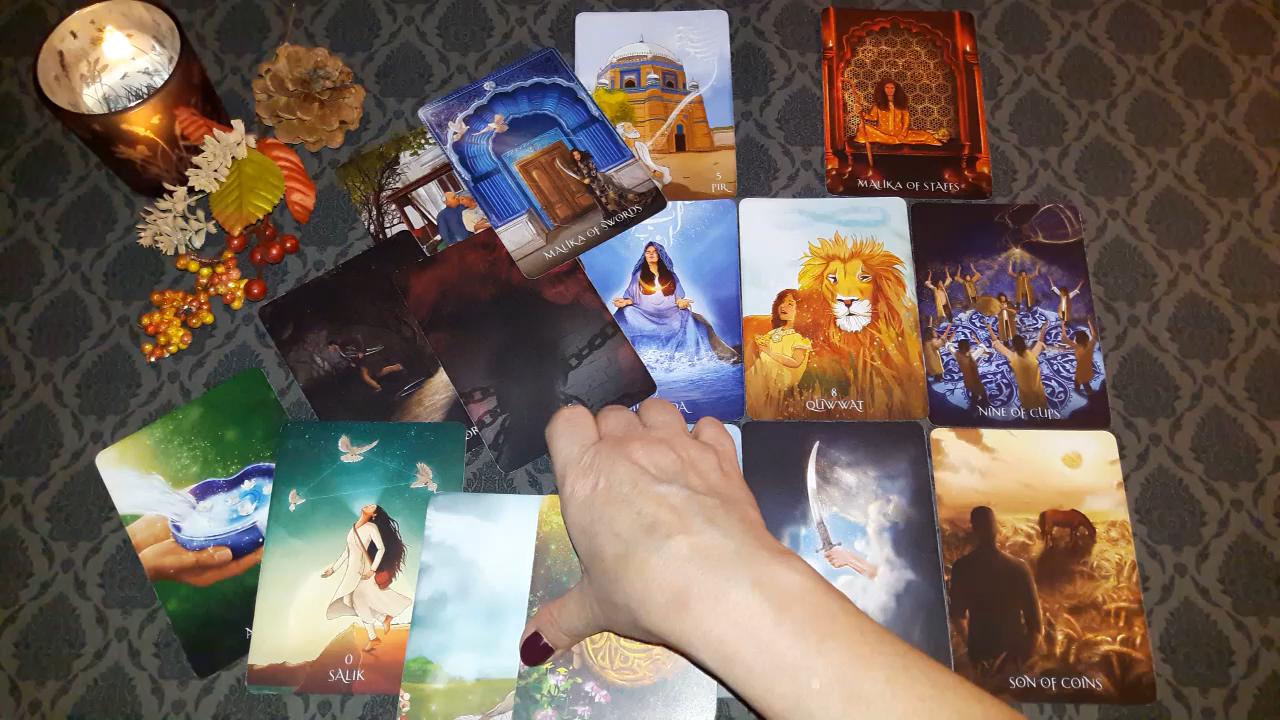 5
PIR
MALIKA OF STAFFS
MALIKA OF SWORDS
8
QUWWAT
NINE OF CUPS
0
SALIK
SON OF COINS